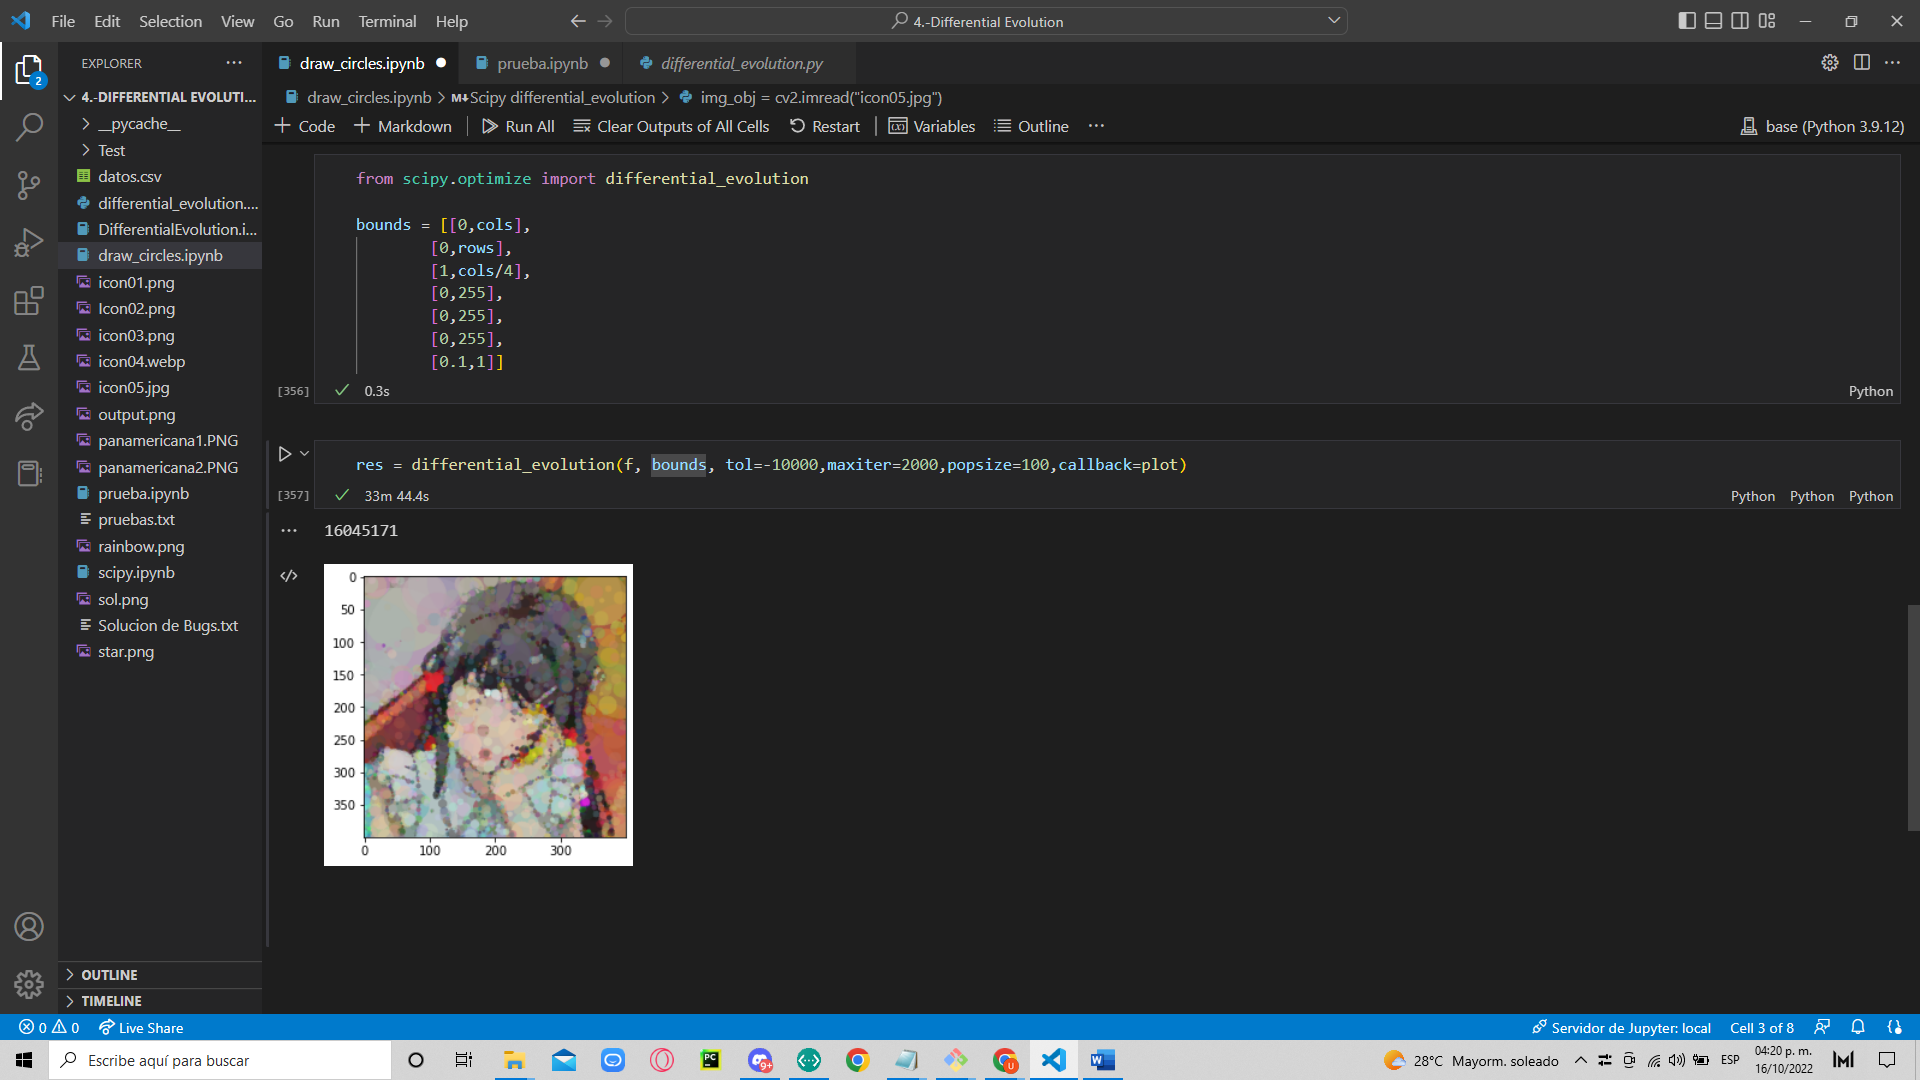 File Edit Selection View Go Run Terminal Help
4.-Differential Evolution
EXPLORER
4.-DIFFERENTIAL EVOLUTI...
__pycache__
Test
datos.csv
differential_evolution....
DifferentialEvolution.i...
draw_circles.ipynb
icon01.png
Icon02.png
icon03.png
icon04.webp
icon05.jpg
output.png
panamericana1.PNG
panamericana2.PNG
prueba.ipynb
pruebas.txt
rainbow.png
scipy.ipynb
sol.png
Solucion de Bugs.txt
star.png
OUTLINE
TIMELINE
2
draw_circles.ipynb
prueba.ipynb
differential_evolution.py
draw_circles.ipynb > M↓Scipy differential_evolution > img_obj = cv2.imread("icon05.jpg")
+ Code + Markdown Run All Clear Outputs of All Cells Restart Variables Outline ...
base (Python 3.9.12)
from scipy.optimize import differential_evolution
bounds = [[0,cols],
[0,rows],
[1,cols/4],
[0,255],
[0,255],
[0,255],
[0.1,1]]
[356] 0.3s Python
res = differential_evolution(f, bounds, tol=-10000,maxiter=2000,popsize=100,callback=plot)
[357] 33m 44.4s Python Python Python
16045171
0
50
100
150
200
250
300
350
0 100 200 300
0 0 Live Share
Servidor de Jupyter: local Cell 3 of 8
Escribe aquí para buscar
PC
9+
U
28°C Mayorm. soleado
ESP
04:20 p. m.
16/10/2022